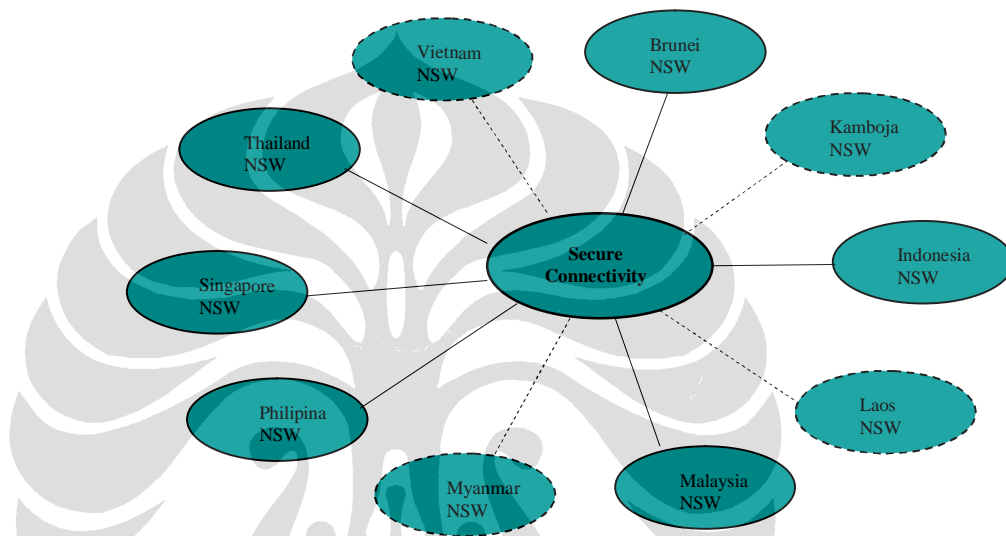 Vietnam
NSW
Brunei
NSW
Kamboja
NSW
Thailand
NSW
Secure
Connectivity
Indonesia
NSW
Singapore
NSW
Philipina
NSW
Laos
NSW
Myanmar
NSW
Malaysia
NSW